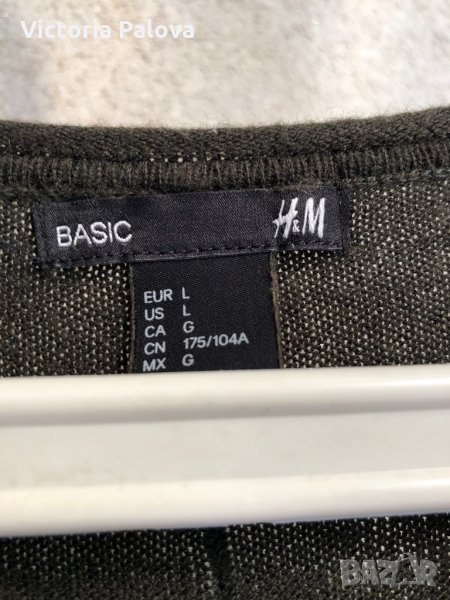 Victoria Palova
BASIC H&M
EUR L
US L
CA G
CN 175/104A
MX G
BAZAR